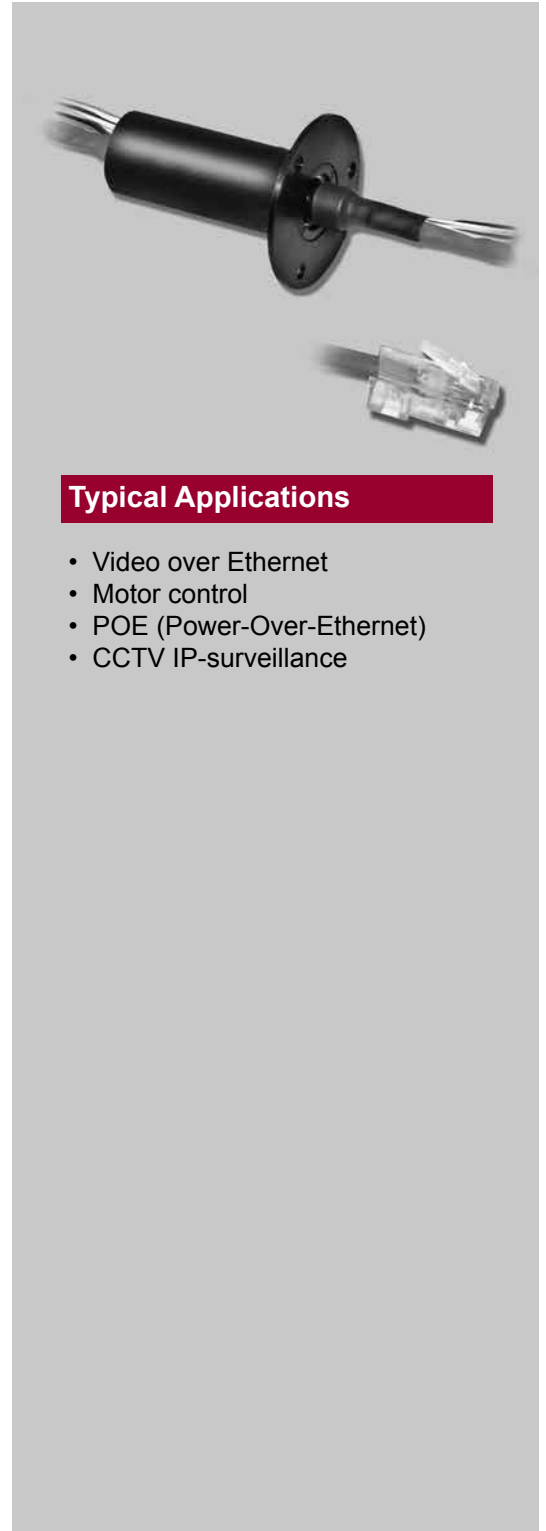 Typical Applications
• Video over Ethernet
• Motor control
• POE (Power-Over-Ethernet)
• CCTV IP-surveillance